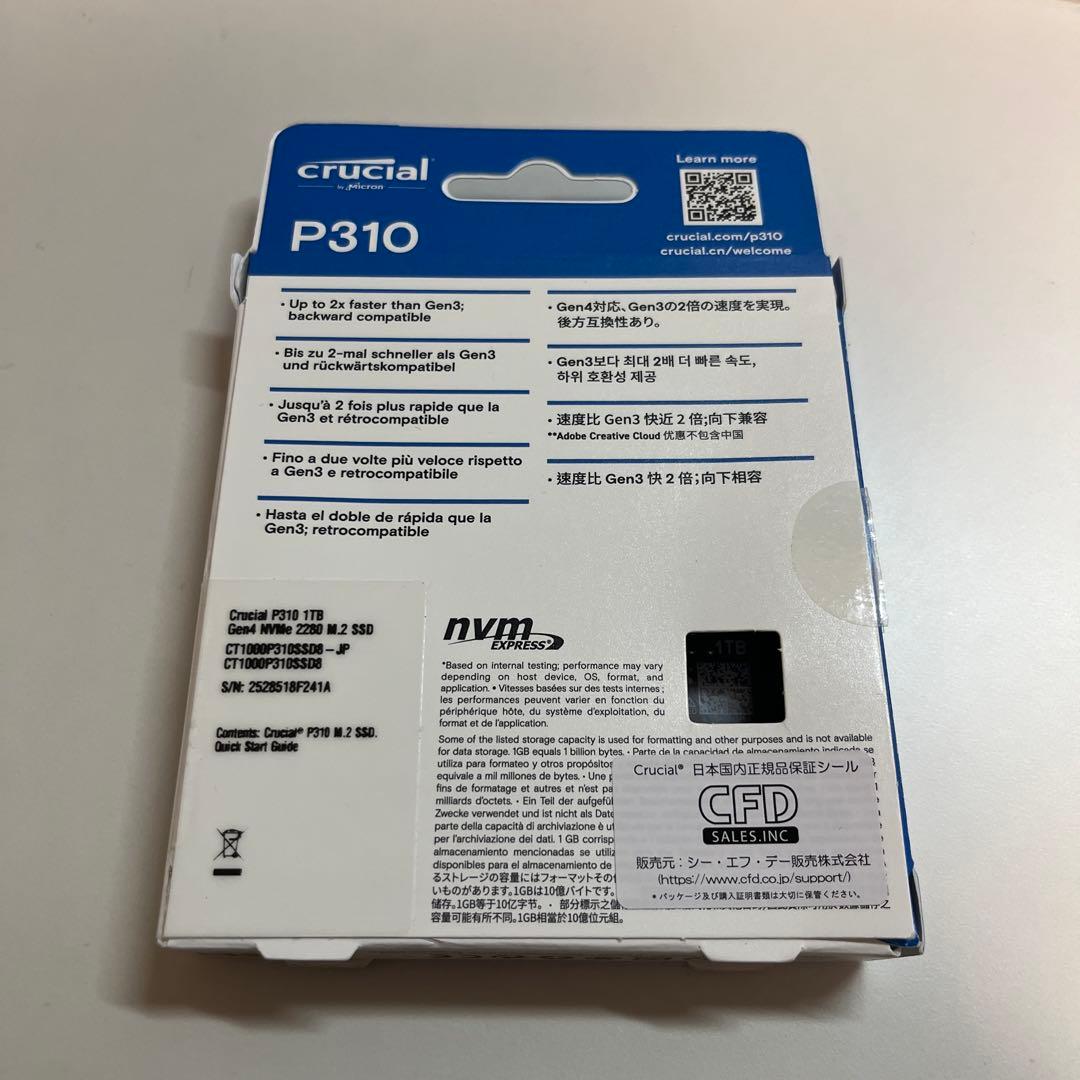 crucial
by Micron
P310
Learn more
crucial.com/p310
crucial.cn/welcome
• Up to 2x faster than Gen3;
backward compatible
• Bis zu 2-mal schneller als Gen3
und rückwärtskompatibel
• Jusqu'à 2 fois plus rapide que la
Gen3 et rétrocompatible
• Fino a due volte più veloce rispetto
a Gen3 e retrocompatibile
• Hasta el doble de rápida que la
Gen3; retrocompatible
• Gen4対応、Gen3の2倍の速度を実現。
後方互換性あり。
• Gen3보다 최대 2배 더 빠른 속도,
하위 호환성 제공
• 速度比 Gen3 快近 2 倍;向下兼容
**Adobe Creative Cloud 优惠不包含中国
• 速度比 Gen3 快 2 倍;向下相容
Crucial P310 1TB
Gen4 NVMe 2280 M.2 SSD
CT1000P310SSD8-JP
CT1000P310SSD8
S/N: 2528518F241A
Contents: Crucial® P310 M.2 SSD.
Quick Start Guide
nvm
EXPRESS
1TB
*Based on internal testing; performance may vary
depending on host device, OS, format, and
application. • Vitesses basées sur des tests internes ;
les performances peuvent varier en fonction du
périphérique hôte, du système d'exploitation, du
format et de l'application.
Some of the listed storage capacity is used for formatting and other purposes and is not available
for data storage. 1GB equals 1 billion bytes. • Parte de la capacidad de almacenamiento indicada se
utiliza para formateo y otros propósitos
equivale a mil millones de bytes. • Une
fins de formatage et autres et n'est
milliards d'octets. • Ein Teil der
Zwecke verwendet und ist nicht als
parte della capacità di archiviazione è
per l'archiviazione dei dati. 1 GB
almacenamiento mencionadas se
disponibles para el almacenamiento de
るストレージの容量にはフォーマットその
いものがあります。1GBは10億バイトです。
储存。1GB等于10亿字节。・部分標示之儲
容量可能有所不同。1GB相當於10億位元組。
Crucial® 日本国内正規品保証シール
CFD
SALES.INC
販売元：シー・エフ・デー販売株式会社
(https://www.cfd.co.jp/support/)
*パッケージ及び購入証明書類は大切に保管ください。